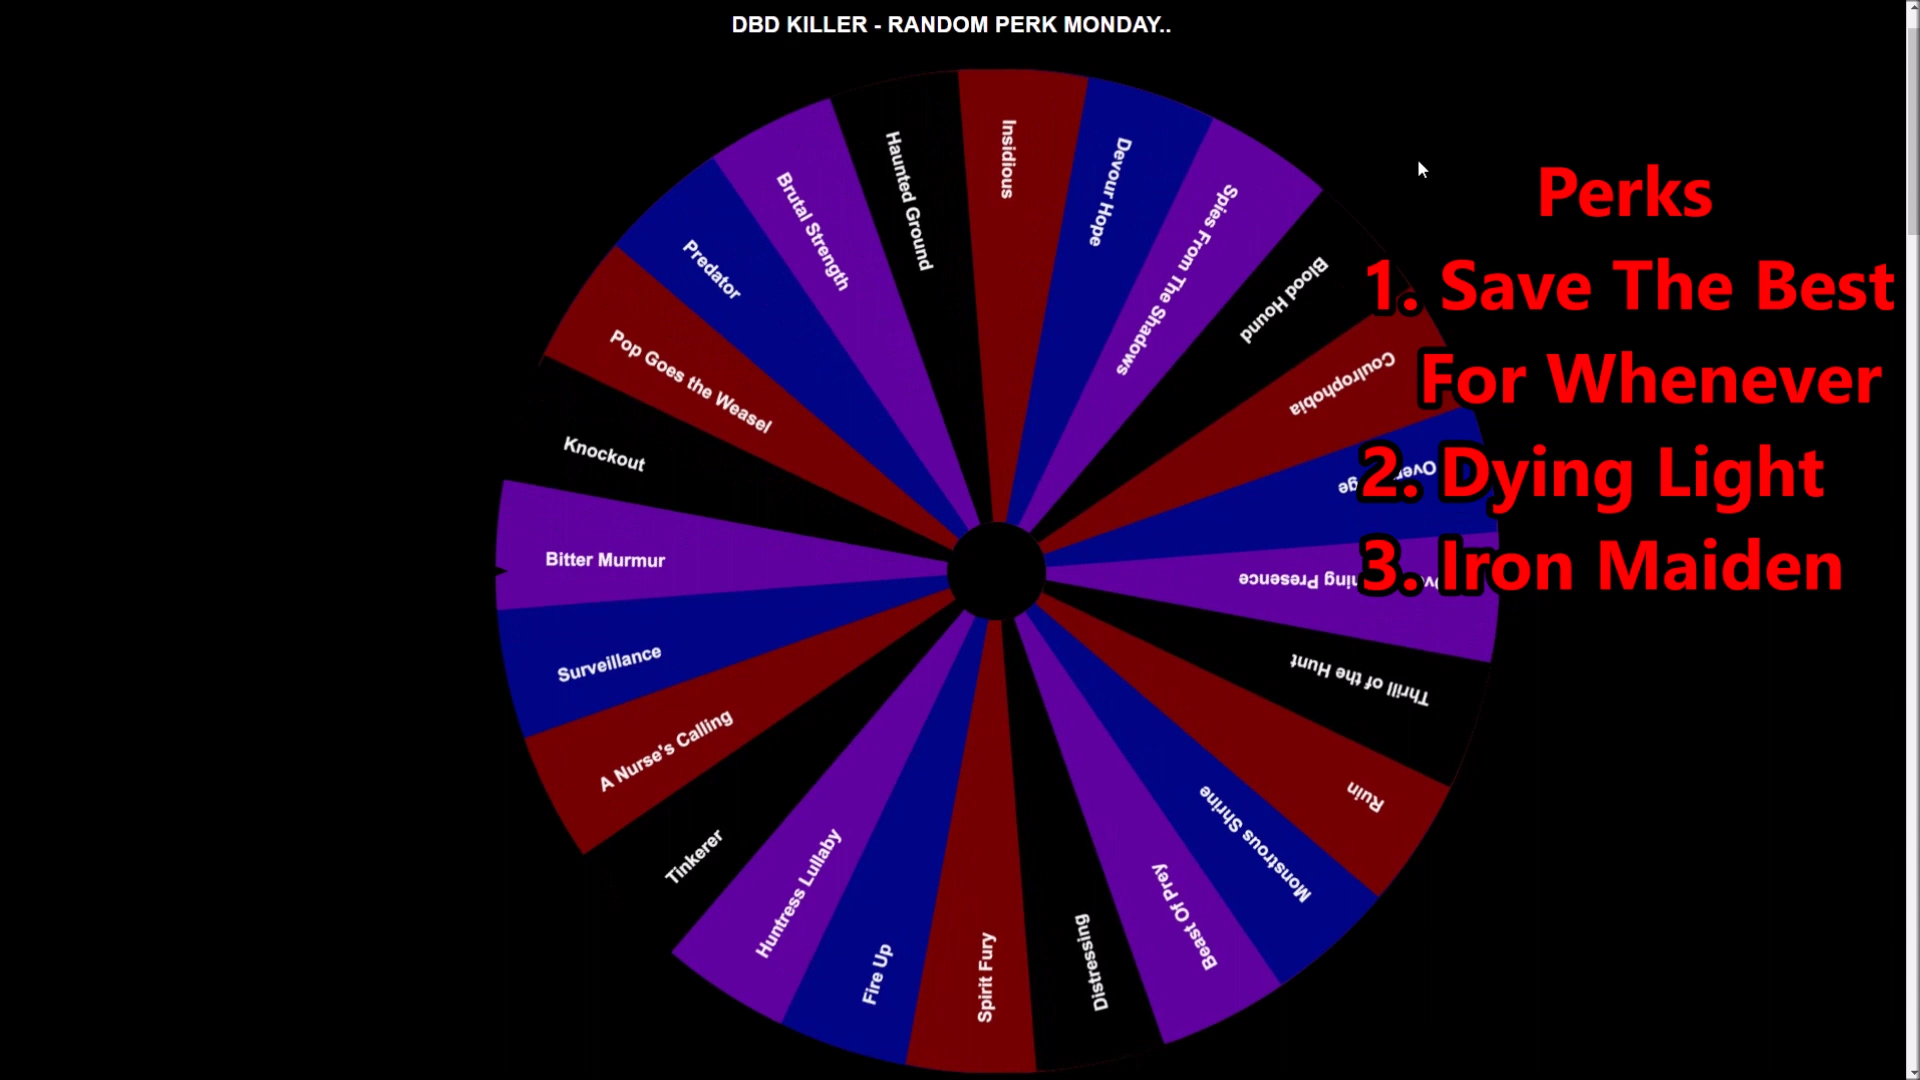 DBD KILLER - RANDOM PERK MONDAY..
Insidious
Devour Hope
Spies From The Shadows
Blood Hound
Coulrophobia
Presence
Thrill of the Hunt
Ruin
Monstrous Shrine
Beast Of Prey
Distressing
Spirit Fury
Fire Up
Huntress Lullaby
Tinkerer
A Nurse's Calling
Surveillance
Bitter Murmur
Knockout
Pop Goes the Weasel
Predator
Brutal Strength
Haunted Ground
Perks
1. Save The Best
For Whenever
2. Dying Light
3. Iron Maiden